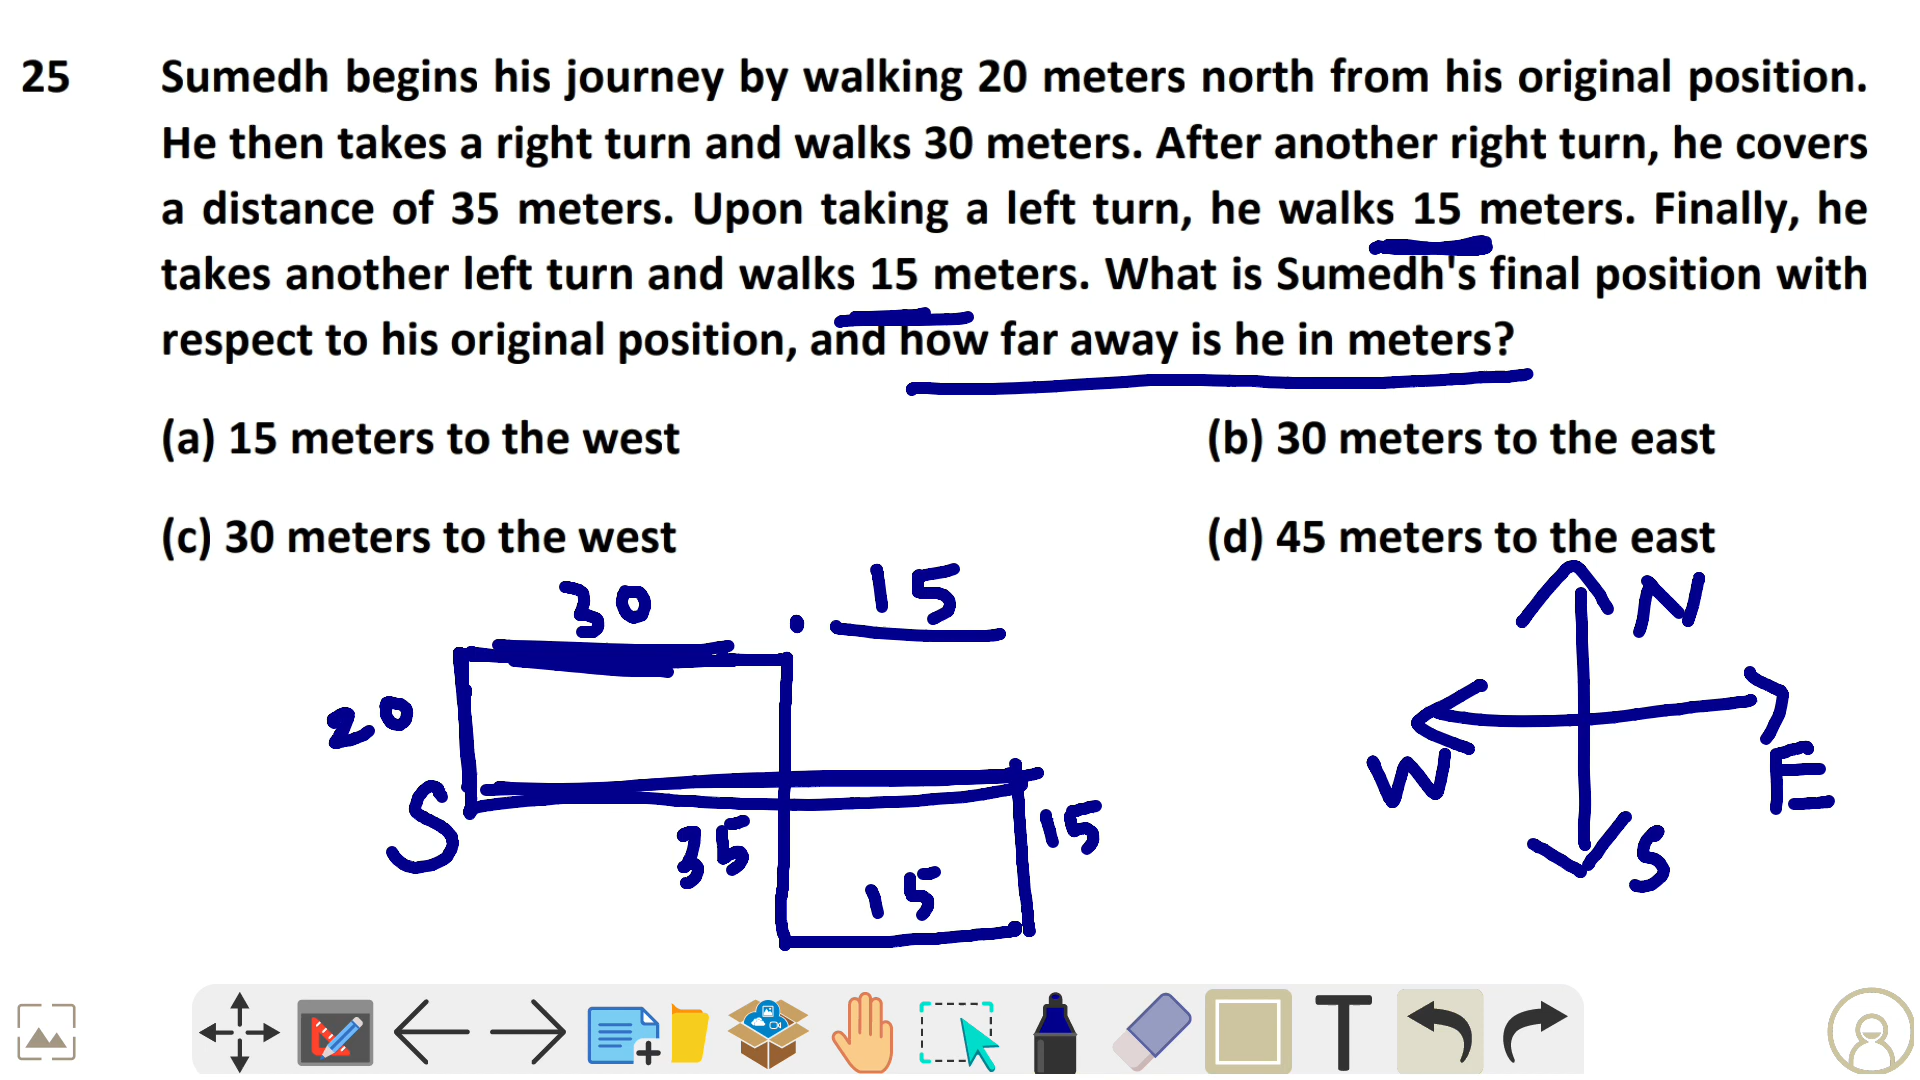 25 Sumedh begins his journey by walking 20 meters north from his original position.
He then takes a right turn and walks 30 meters. After another right turn, he covers
a distance of 35 meters. Upon taking a left turn, he walks 15 meters. Finally, he
takes another left turn and walks 15 meters. What is Sumedh's final position with
respect to his original position, and how far away is he in meters?
(a) 15 meters to the west (b) 30 meters to the east
(c) 30 meters to the west (d) 45 meters to the east
30 15
N
20
W E
S 35 15 S
15
T